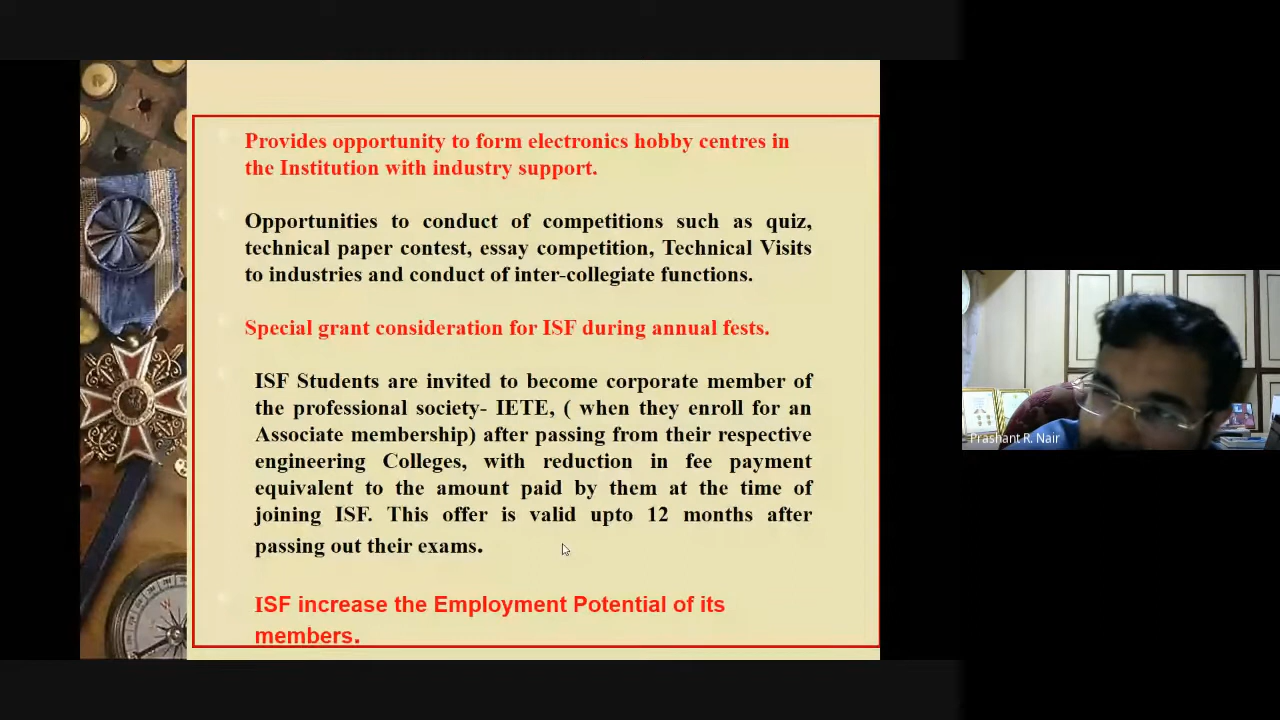 Provides opportunity to form electronics hobby centres in
the Institution with industry support.
Opportunities to conduct of competitions such as quiz,
technical paper contest, essay competition, Technical Visits
to industries and conduct of inter-collegiate functions.
Special grant consideration for ISF during annual fests.
ISF Students are invited to become corporate member of
the professional society- IETE, ( when they enroll for an
Associate membership) after passing from their respective
engineering Colleges, with reduction in fee payment
equivalent to the amount paid by them at the time of
joining ISF. This offer is valid upto 12 months after
passing out their exams.
ISF increase the Employment Potential of its
members.
Prashant R. Nair